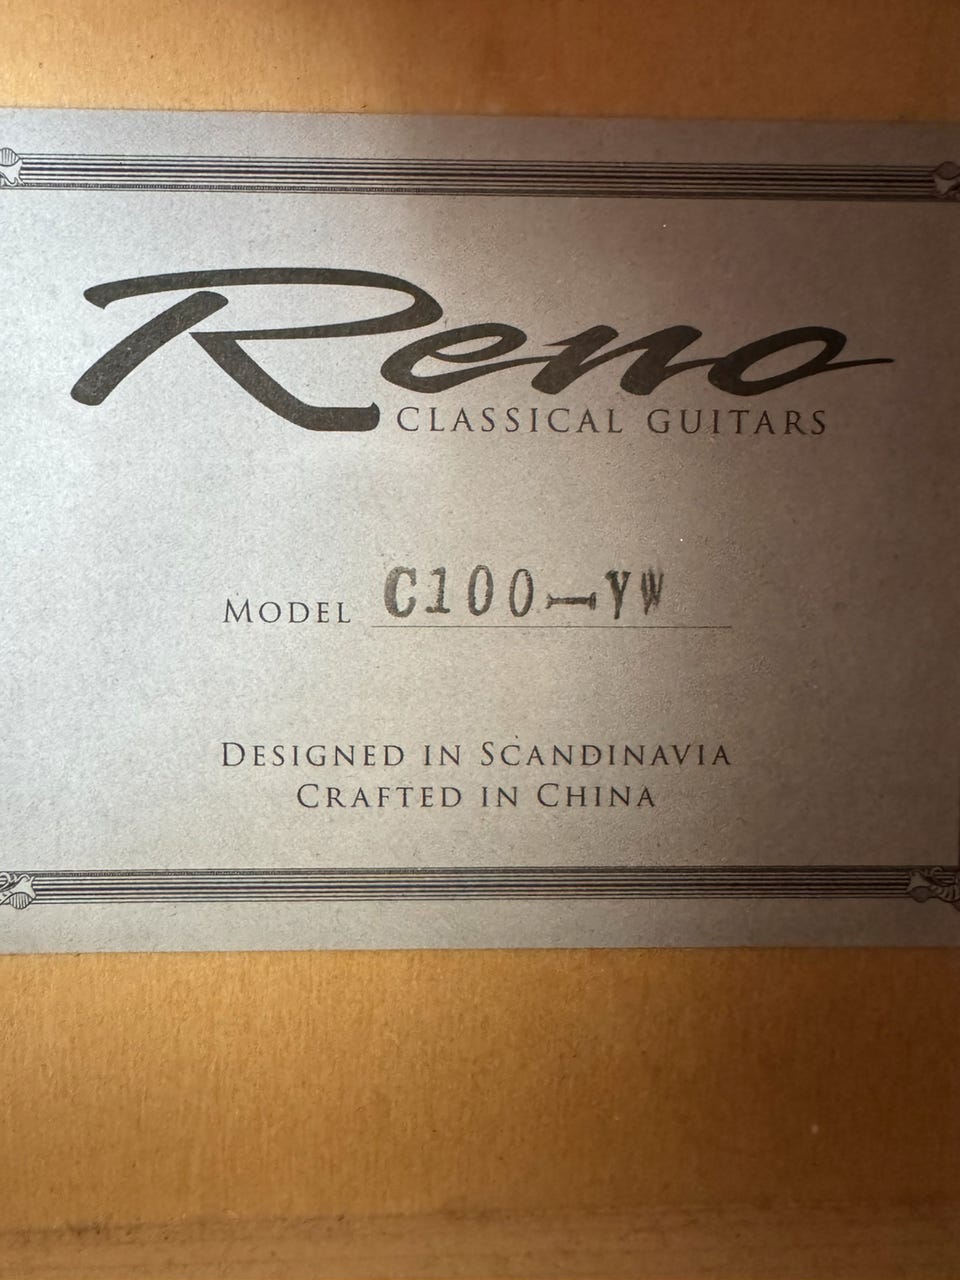 Reno
CLASSICAL GUITARS
MODEL C100-YW
DESIGNED IN SCANDINAVIA
CRAFTED IN CHINA